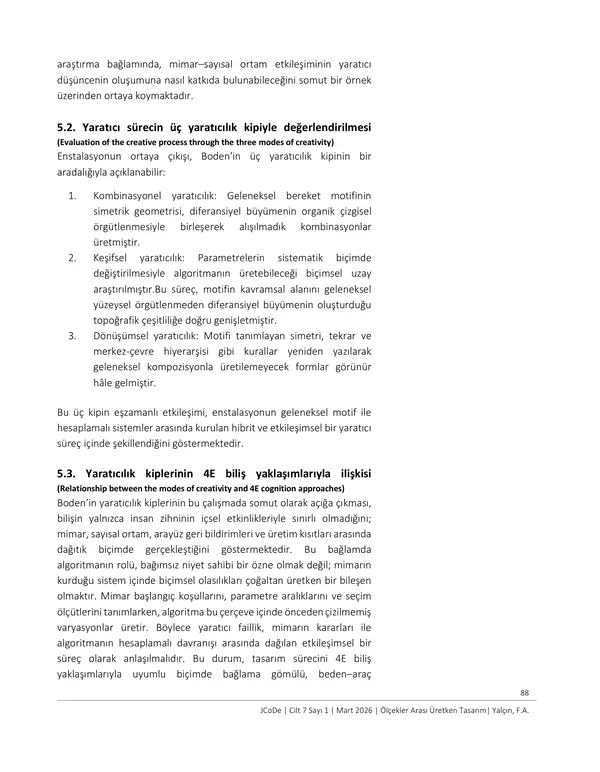 araştırma bağlamında, mimar–sayısal ortam etkileşiminin yaratıcı
düşüncenin oluşumuna nasıl katkıda bulunabileceğini somut bir örnek
üzerinden ortaya koymaktadır.
5.2. Yaratıcı sürecin üç yaratıcılık kipiyle değerlendirilmesi
(Evaluation of the creative process through the three modes of creativity)
Enstalasyonun ortaya çıkışı, Boden'in üç yaratıcılık kipinin bir
aradalığıyla açıklanabilir:
1. Kombinasyonel yaratıcılık: Geleneksel bereket motifinin
simetrik geometrisi, diferansiyel büyümenin organik çizgisel
örgütlenmesiyle birleşerek alışılmadık kombinasyonlar
üretmiştir.
2. Keşifsel yaratıcılık: Parametrelerin sistematik biçimde
değiştirilmesiyle algoritmanın üretebileceği biçimsel uzay
araştırılmıştır.Bu süreç, motifin kavramsal alanını geleneksel
yüzeysel örgütlenmeden diferansiyel büyümenin oluşturduğu
topoğrafik çeşitliliğe doğru genişletmiştir.
3. Dönüşümsel yaratıcılık: Motifi tanımlayan simetri, tekrar ve
merkez-çevre hiyerarşisi gibi kurallar yeniden yazılarak
geleneksel kompozisyonla üretilemeyecek formlar görünür
hâle gelmiştir.
Bu üç kipin eşzamanlı etkileşimi, enstalasyonun geleneksel motif ile
hesaplamalı sistemler arasında kurulan hibrit ve etkileşimsel bir yaratıcı
süreç içinde şekillendiğini göstermektedir.
5.3. Yaratıcılık kiplerinin 4E biliş yaklaşımlarıyla ilişkisi
(Relationship between the modes of creativity and 4E cognition approaches)
Boden'in yaratıcılık kiplerinin bu çalışmada somut olarak açığa çıkması,
bilişin yalnızca insan zihninin içsel etkinlikleriyle sınırlı olmadığını;
mimar, sayısal ortam, arayüz geri bildirimleri ve üretim kısıtları arasında
dağıtık biçimde gerçekleştiğini göstermektedir. Bu bağlamda
algoritmanın rolü, bağımsız niyet sahibi bir özne olmak değil; mimarın
kurduğu sistem içinde biçimsel olasılıkları çoğaltan üretken bir bileşen
olmaktır. Mimar başlangıç koşullarını, parametre aralıklarını ve seçim
ölçütlerini tanımlarken, algoritma bu çerçeve içinde önceden çizilmemiş
varyasyonlar üretir. Böylece yaratıcı faillik, mimarın kararları ile
algoritmanın hesaplamalı davranışı arasında dağılan etkileşimsel bir
süreç olarak anlaşılmalıdır. Bu durum, tasarım sürecini 4E biliş
yaklaşımlarıyla uyumlu biçimde bağlama gömülü, beden–araç
88
JCoDe | Cilt 7 Sayı 1 | Mart 2026 | Ölçekler Arası Üretken Tasarım| Yalçın, F.A.